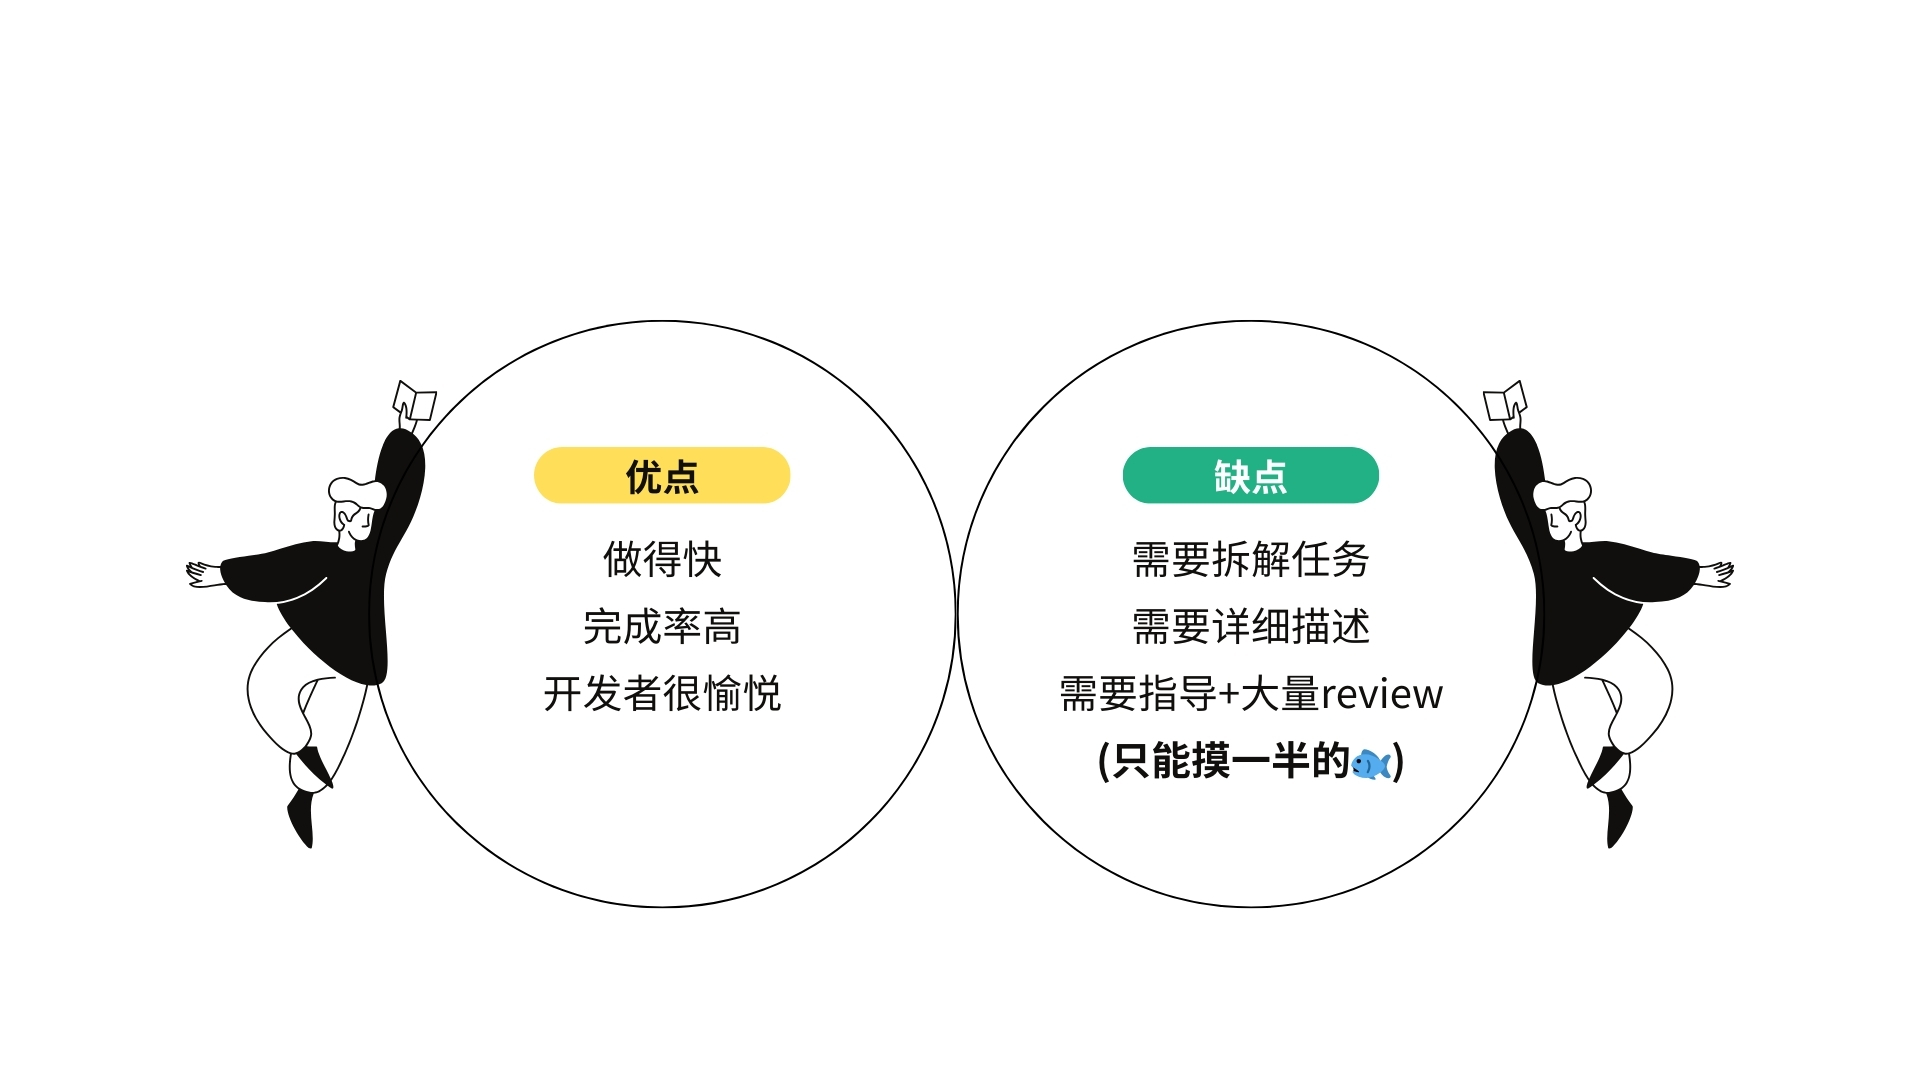 优点
做得快
完成率高
开发者很愉悦
缺点
需要拆解任务
需要详细描述
需要指导+大量review
(只能摸一半的🐟)